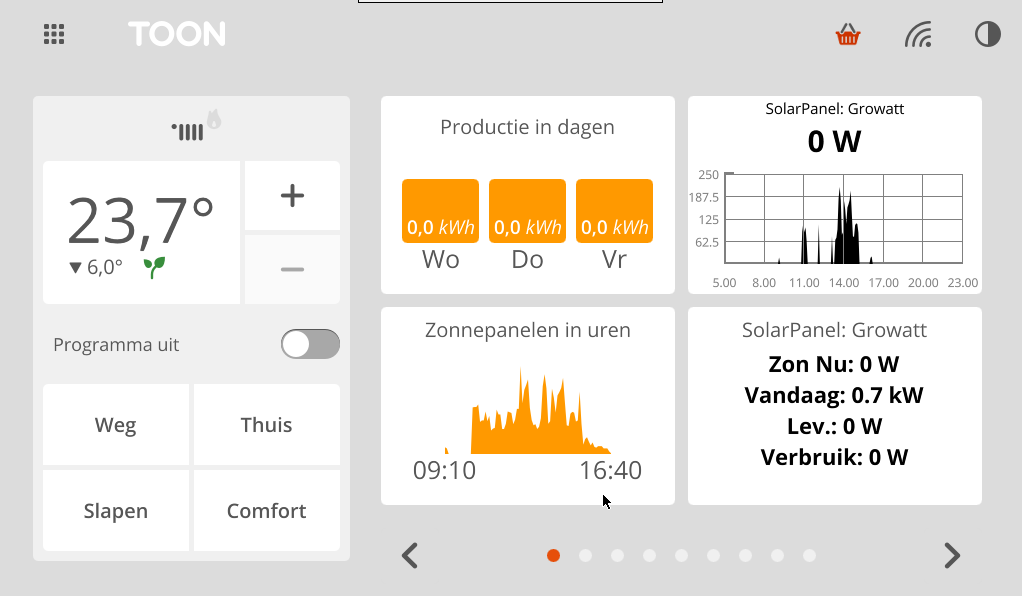 TOON
23,7°
6,0°
Programma uit
Weg
Thuis
Slapen
Comfort
Productie in dagen
0,0 kWh
0,0 kWh
0,0 kWh
Wo
Do
Vr
SolarPanel: Growatt
0 W
250
187.5
125
62.5
5.00 8.00 11.00 14.00 17.00 20.00 23.00
Zonnepanelen in uren
09:10
16:40
SolarPanel: Growatt
Zon Nu: 0 W
Vandaag: 0.7 kW
Lev.: 0 W
Verbruik: 0 W